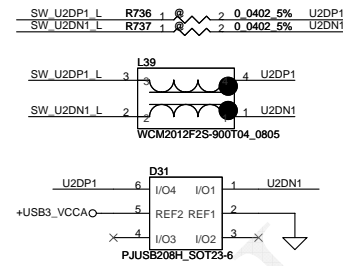 SW_U2DP1_L R736 1 @ 2 0_0402_5% U2DP1
SW_U2DN1_L R737 1 @ 2 0_0402_5% U2DN1
L39
SW_U2DP1_L 3 3 4 U2DP1
SW_U2DN1_L 2 2 1 U2DN1
WCM2012F2S-900T04_0805
D31
U2DP1 6 I/O4 I/O1 1 U2DN1
+USB3_VCCA 5 REF2 REF1 2
4 I/O3 I/O2 3
PJUSB208H_SOT23-6